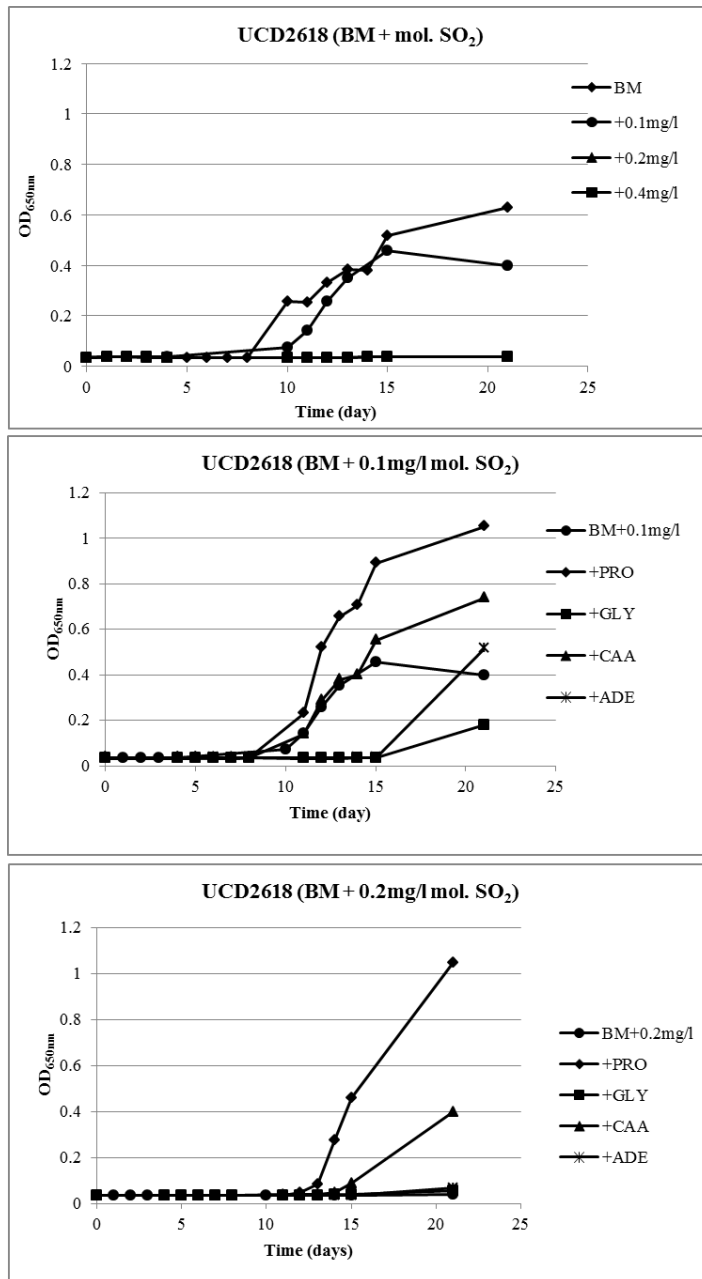 UCD2618 (BM + mol. SO₂)
1.2
1
0.8
0.6
0.4
0.2
0
OD₆₅₀ₙₘ
0 5 10 15 20 25
Time (day)
BM
+0.1mg/l
+0.2mg/l
+0.4mg/l
UCD2618 (BM + 0.1mg/l mol. SO₂)
1.2
1
0.8
0.6
0.4
0.2
0
OD₆₅₀ₙₘ
0 5 10 15 20 25
Time (day)
BM+0.1mg/l
+PRO
+GLY
+CAA
+ADE
UCD2618 (BM + 0.2mg/l mol. SO₂)
1.2
1
0.8
0.6
0.4
0.2
0
OD₆₅₀ₙₘ
0 5 10 15 20 25
Time (days)
BM+0.2mg/l
+PRO
+GLY
+CAA
+ADE